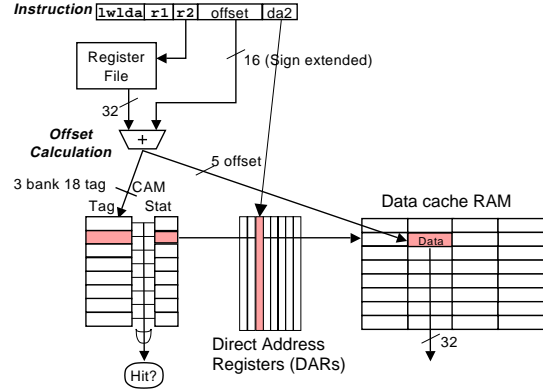 Instruction lwlda r1 r2 offset da2
Register
File
16 (Sign extended)
32
Offset
Calculation
+
5 offset
3 bank 18 tag
CAM
Tag Stat
Data cache RAM
Data
Direct Address
Registers (DARs)
32
Hit?